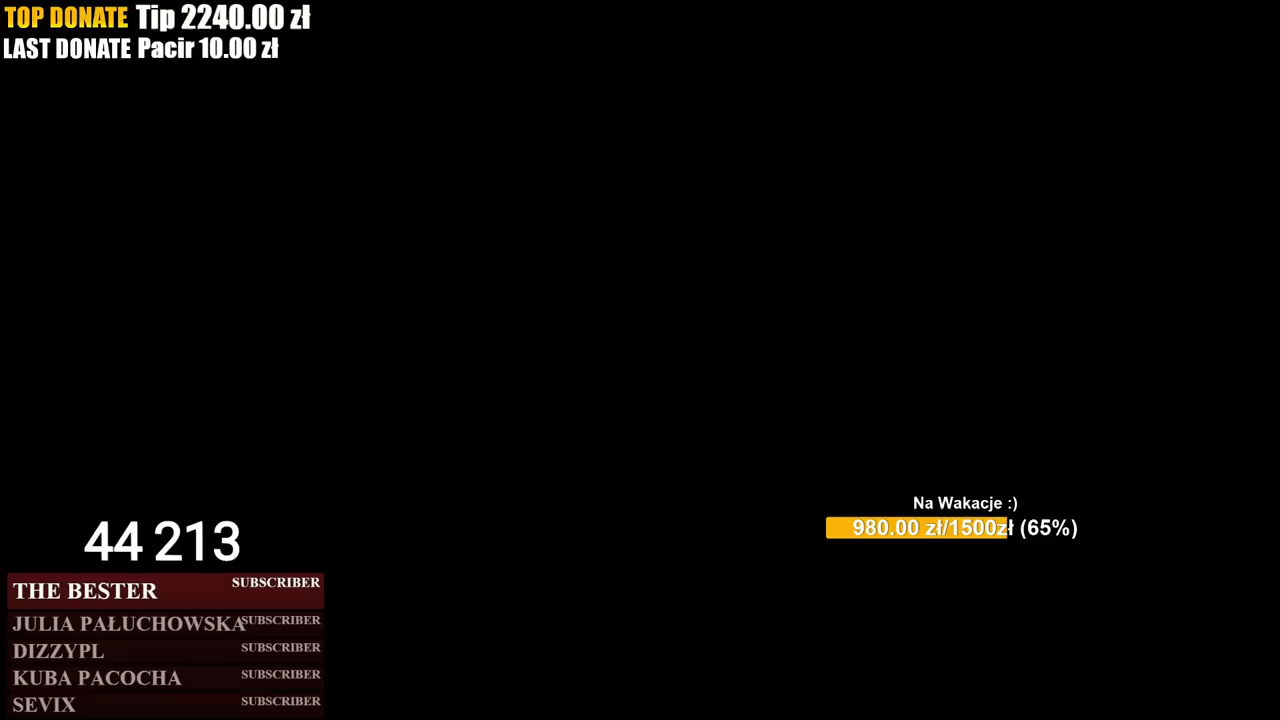 TOP DONATE Tip 2240.00 zł
LAST DONATE Pacir 10.00 zł
Na Wakacje :)
980.00 zł/1500zł (65%)
44 213
THE BESTER SUBSCRIBER
JULIA PAŁUCHOWSKA SUBSCRIBER
DIZZYPL SUBSCRIBER
KUBA PACOCHA SUBSCRIBER
SEVIX SUBSCRIBER